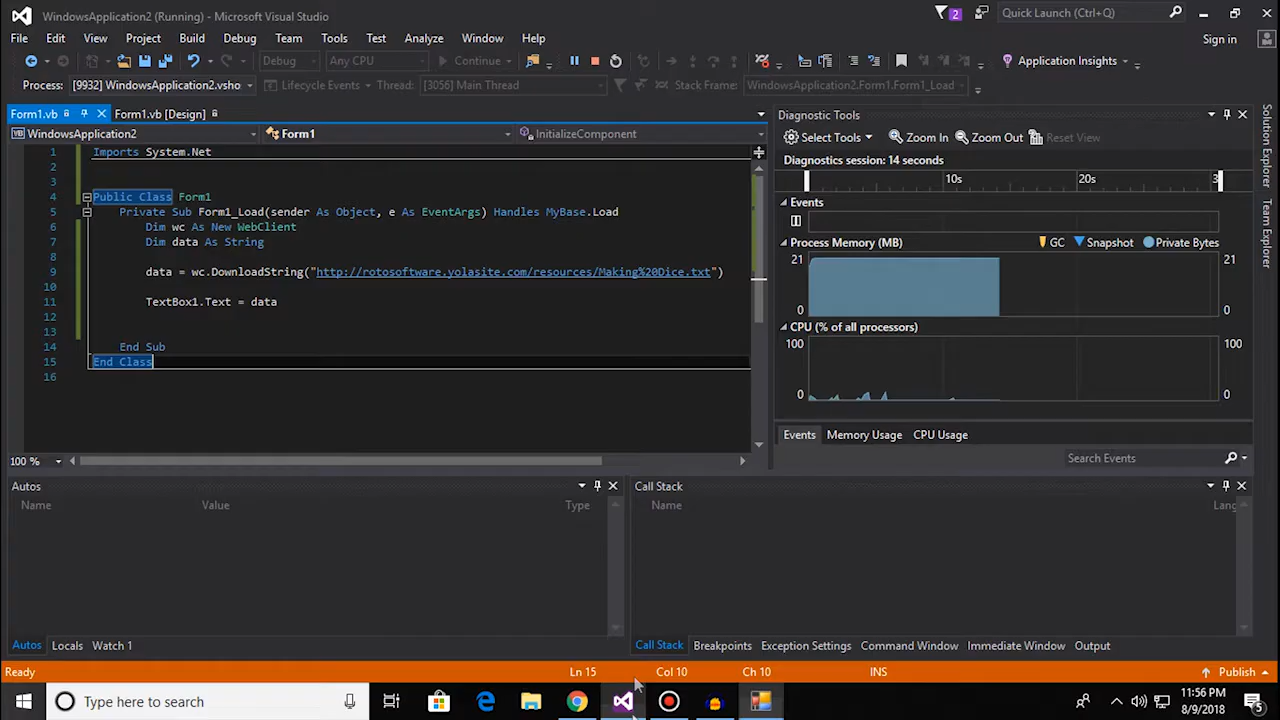 WindowsApplication2 (Running) - Microsoft Visual Studio
2
Quick Launch (Ctrl+Q)
File Edit View Project Build Debug Team Tools Test Analyze Window Help
Sign in
Debug Any CPU Continue Application Insights
Process: [9932] WindowsApplication2.vsho Lifecycle Events Thread: [3056] Main Thread Stack Frame: WindowsApplication2.Form1.Form1_Load
Form1.vb Form1.vb [Design]
WindowsApplication2 Form1 InitializeComponent
1 Imports System.Net
2
3
4 Public Class Form1
5 Private Sub Form1_Load(sender As Object, e As EventArgs) Handles MyBase.Load
6 Dim wc As New WebClient
7 Dim data As String
8
9 data = wc.DownloadString("http://rotosoftware.yolasite.com/resources/Making%20Dice.txt")
10
11 TextBox1.Text = data
12
13
14 End Sub
15 End Class
16
100 %
Diagnostic Tools
Select Tools Zoom In Zoom Out Reset View
Diagnostics session: 14 seconds
10s 20s 3
Events
Process Memory (MB) GC Snapshot Private Bytes
21 21
0 0
CPU (% of all processors)
100 100
0 0
Events Memory Usage CPU Usage
Search Events
Solution Explorer
Team Explorer
Autos
Name Value Type
Autos Locals Watch 1
Call Stack
Name Lang
Call Stack Breakpoints Exception Settings Command Window Immediate Window Output
Ready Ln 15 Col 10 Ch 10 INS Publish
Type here to search
11:56 PM
8/9/2018
5